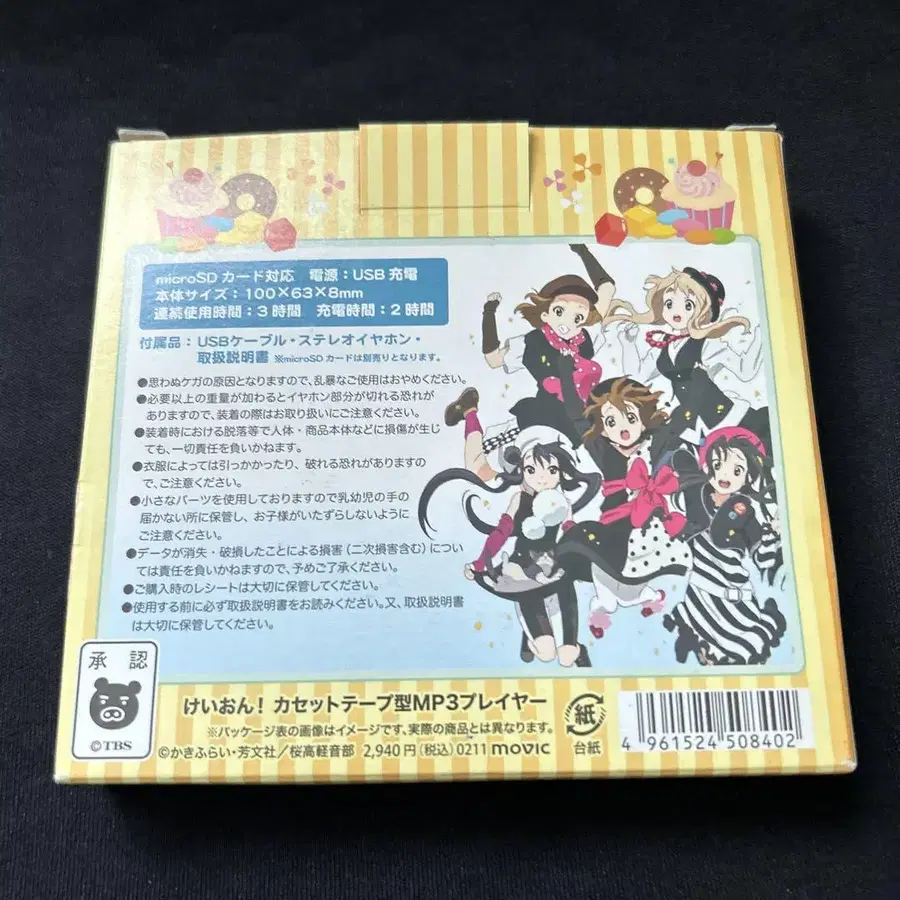 microSDカード対応　電源：USB充電
本体サイズ：100×63×8mm
連続使用時間：3時間　充電時間：2時間
付属品：USBケーブル・ステレオイヤホン・
取扱説明書 ※microSDカードは別売りとなります。
●思わぬケガの原因となりますので、乱暴なご使用はおやめください。
●必要以上の重量が加わるとイヤホン部分が切れる恐れが
ありますので、装着の際はお取り扱いにご注意ください。
●装着時における脱落等で人体・商品本体などに損傷が生じ
ても、一切責任を負いかねます。
●衣服によっては引っかかったり、破れる恐れがありますの
で、ご注意ください。
●小さなパーツを使用しておりますので乳幼児の手の
届かない所に保管し、お子様がいたずらしないように
ご注意ください。
●データが消失・破損したことによる損害（二次損害含む）につい
ては責任を負いかねますので、予めご了承ください。
●ご購入時のレシートは大切に保管してください。
●使用する前に必ず取扱説明書をお読みください。又、取扱説明書
は大切に保管してください。
承認
©TBS
けいおん！カセットテープ型MP3プレイヤー
※パッケージ表の画像はイメージです、実際の商品とは異なります。
©かきふらい・芳文社／桜高軽音部　2,940円（税込）0211 movic
紙
台紙
4 961524 508402